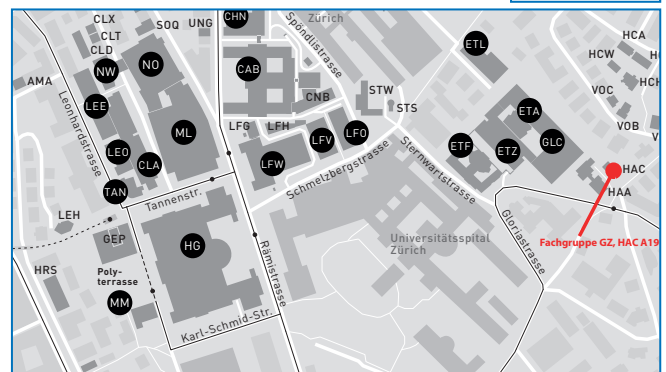 CHN
CLX
CLT
CLD
SOQ
UNG
Zürich
Spöndlistrasse
HCA
HCW
VOC
VOB
ETL
NO
NW
CAB
AMA
LEE
Leonhardstrasse
CNB
STW
STS
ETA
ML
LFG
LFH
LFV
LFO
ETF
ETZ
GLC
LEO
CLA
LFW
Schmelzbergstrasse
Sternwartstrasse
HAC
HAA
TAN
Tannenstr.
LEH
GEP
HG
Rämistrasse
Universitätsspital
Zürich
Gloriastrasse
Fachgruppe GZ, HAC A19
HRS
Poly-
terrasse
MM
Karl-Schmid-Str.